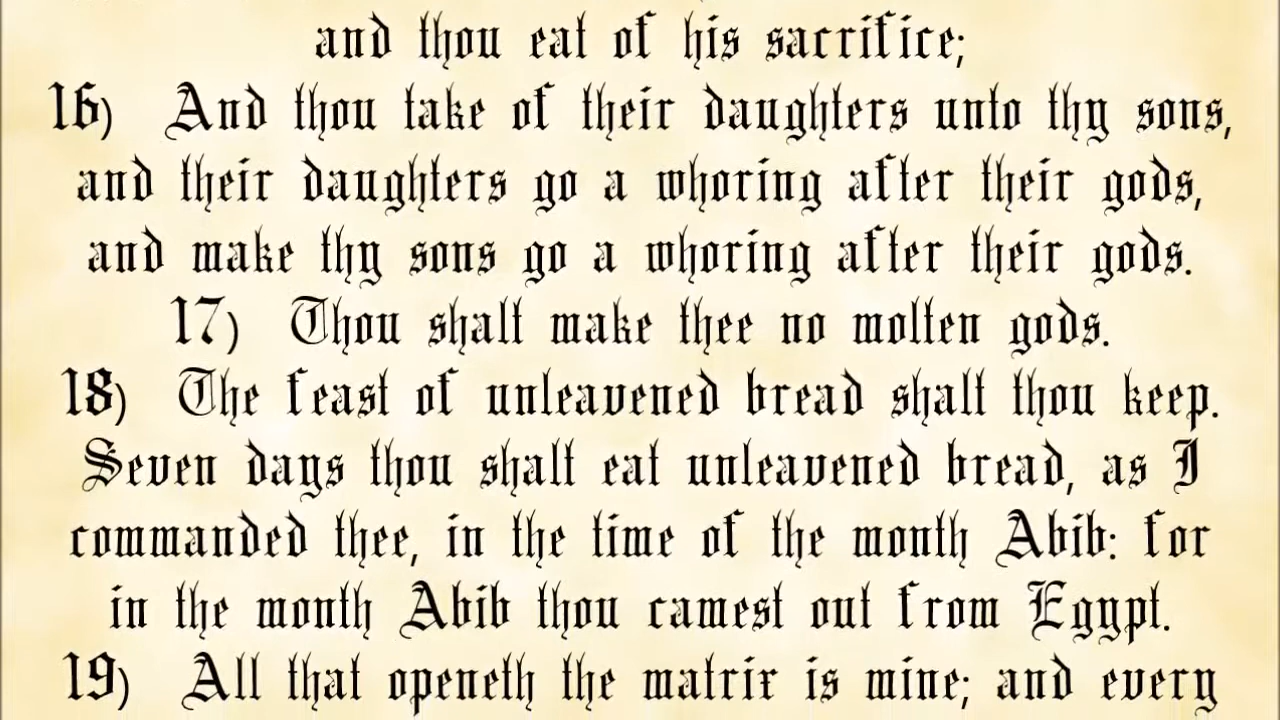 and thou eat of his sacrifice;
16) And thou take of their daughters unto thy sons,
and their daughters go a whoring after their gods,
and make thy sons go a whoring after their gods.
17) Thou shalt make thee no molten gods.
18) The feast of unleavened bread shalt thou keep.
Seven days thou shalt eat unleavened bread, as I
commanded thee, in the time of the month Abib: for
in the month Abib thou camest out from Egypt.
19) All that openeth the matrix is mine; and every